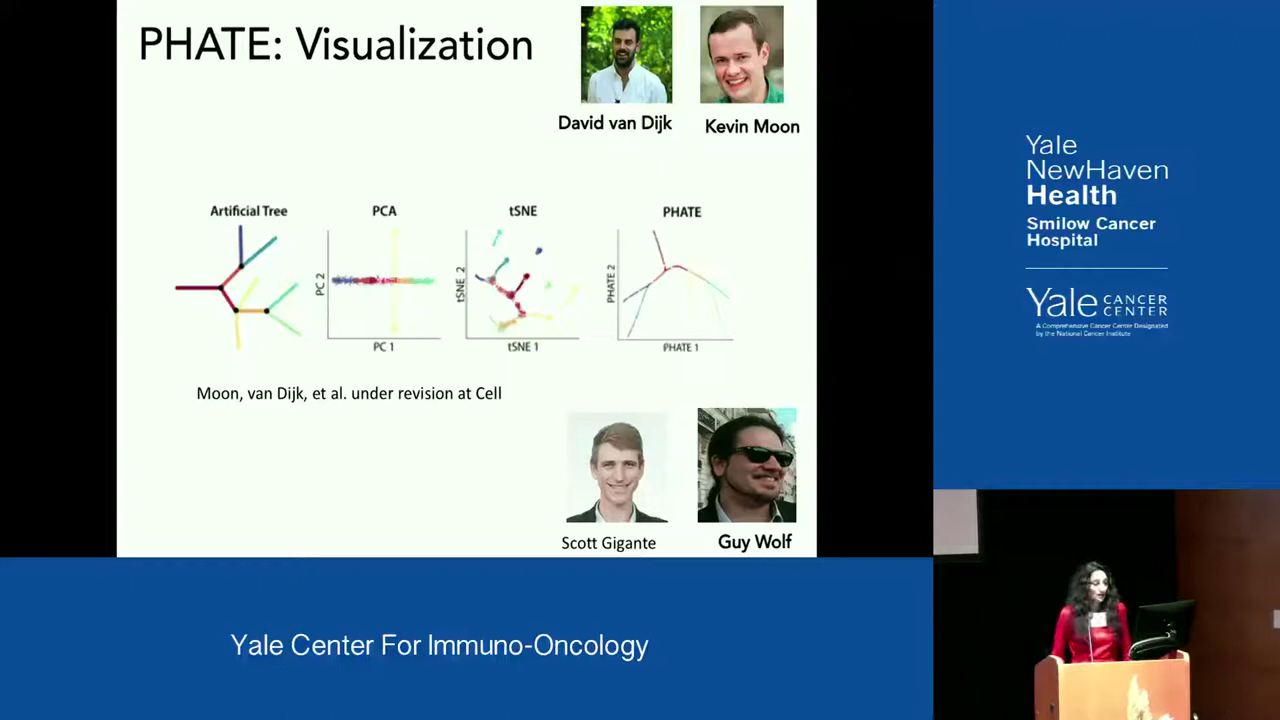 PHATE: Visualization
David van Dijk
Kevin Moon
Artificial Tree
PCA
tSNE
PHATE
PC 2
PC 1
tSNE 2
tSNE 1
PHATE 2
PHATE 1
Moon, van Dijk, et al. under revision at Cell
Scott Gigante
Guy Wolf
Yale
NewHaven
Health
Smilow Cancer
Hospital
Yale CANCER CENTER
A Comprehensive Cancer Center Designated
by the National Cancer Institute
Yale Center For Immuno-Oncology